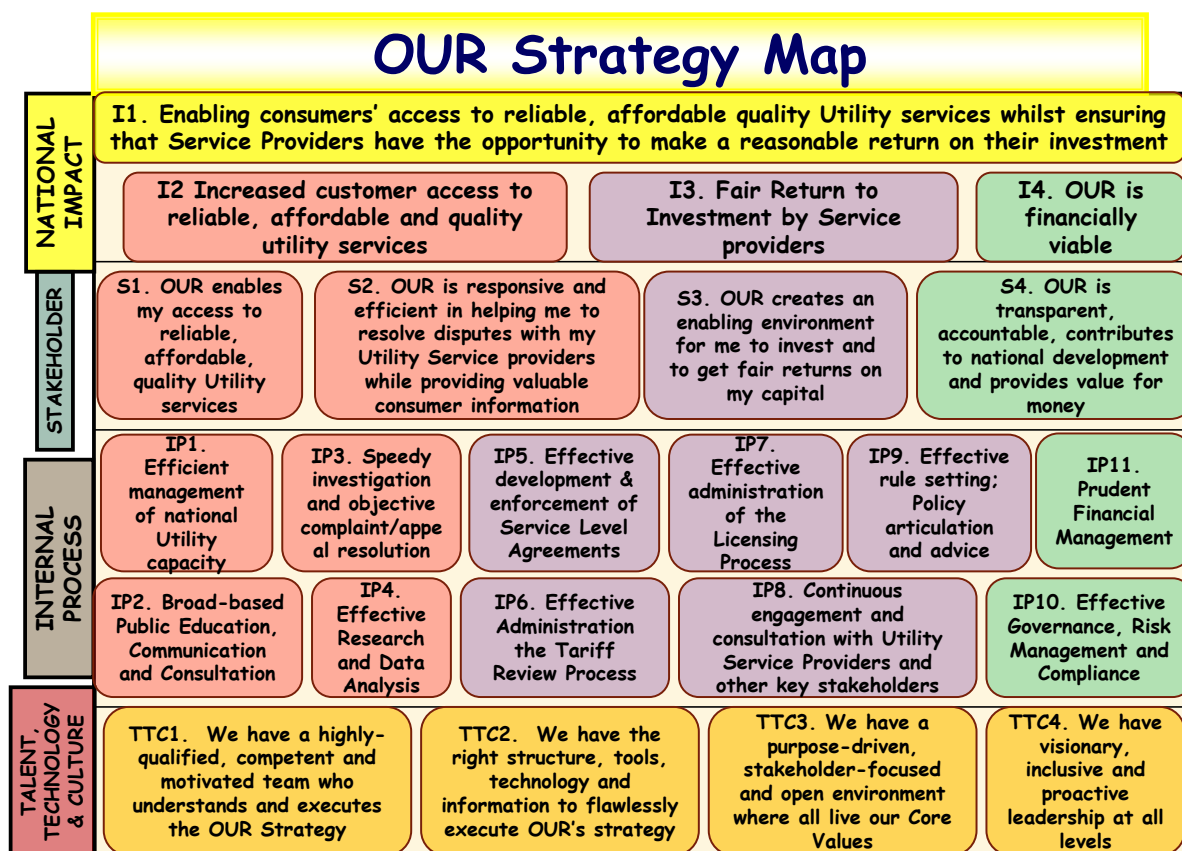 OUR Strategy Map
NATIONAL
IMPACT
I1. Enabling consumers' access to reliable, affordable quality Utility services whilst ensuring
that Service Providers have the opportunity to make a reasonable return on their investment
I2 Increased customer access to
reliable, affordable and quality
utility services
I3. Fair Return to
Investment by Service
providers
I4. OUR is
financially
viable
STAKEHOLDER
S1. OUR enables
my access to
reliable,
affordable,
quality Utility
services
S2. OUR is responsive and
efficient in helping me to
resolve disputes with my
Utility Service providers
while providing valuable
consumer information
S3. OUR creates an
enabling environment
for me to invest and
to get fair returns on
my capital
S4. OUR is
transparent,
accountable, contributes
to national development
and provides value for
money
INTERNAL
PROCESS
IP1.
Efficient
management
of national
Utility
capacity
IP3. Speedy
investigation
and objective
complaint/appe
al resolution
IP5. Effective
development &
enforcement of
Service Level
Agreements
IP7.
Effective
administration
of the
Licensing
Process
IP9. Effective
rule setting;
Policy
articulation
and advice
IP11.
Prudent
Financial
Management
IP2. Broad-based
Public Education,
Communication
and Consultation
IP4.
Effective
Research
and Data
Analysis
IP6. Effective
Administration
the Tariff
Review Process
IP8. Continuous
engagement and
consultation with Utility
Service Providers and
other key stakeholders
IP10. Effective
Governance, Risk
Management and
Compliance
TALENT,
TECHNOLOGY
& CULTURE
TTC1. We have a highly-
qualified, competent and
motivated team who
understands and executes
the OUR Strategy
TTC2. We have the
right structure, tools,
technology and
information to flawlessly
execute OUR's strategy
TTC3. We have a
purpose-driven,
stakeholder-focused
and open environment
where all live our Core
Values
TTC4. We have
visionary,
inclusive and
proactive
leadership at all
levels